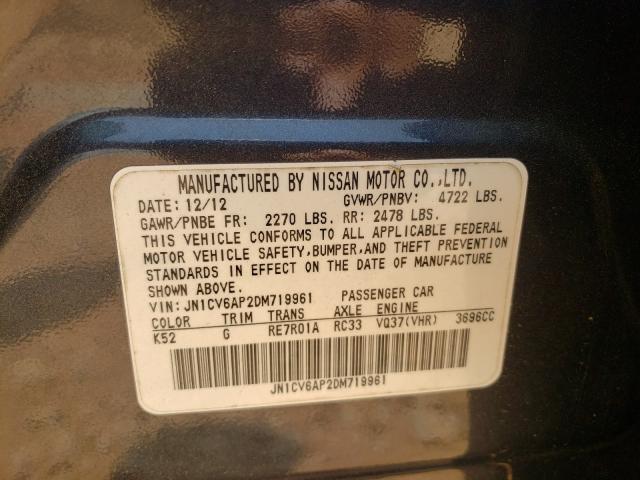 MANUFACTURED BY NISSAN MOTOR CO.,LTD.
DATE: 12/12 GVWR/PNBV: 4722 LBS.
GAWR/PNBE FR: 2270 LBS. RR: 2478 LBS.
THIS VEHICLE CONFORMS TO ALL APPLICABLE FEDERAL
MOTOR VEHICLE SAFETY,BUMPER,AND THEFT PREVENTION
STANDARDS IN EFFECT ON THE DATE OF MANUFACTURE
SHOWN ABOVE.
VIN: JN1CV6AP2DM719961 PASSENGER CAR
COLOR TRIM TRANS AXLE ENGINE
K52 G RE7R01A RC33 VQ37(VHR) 3696CC
JN1CV6AP2DM719961